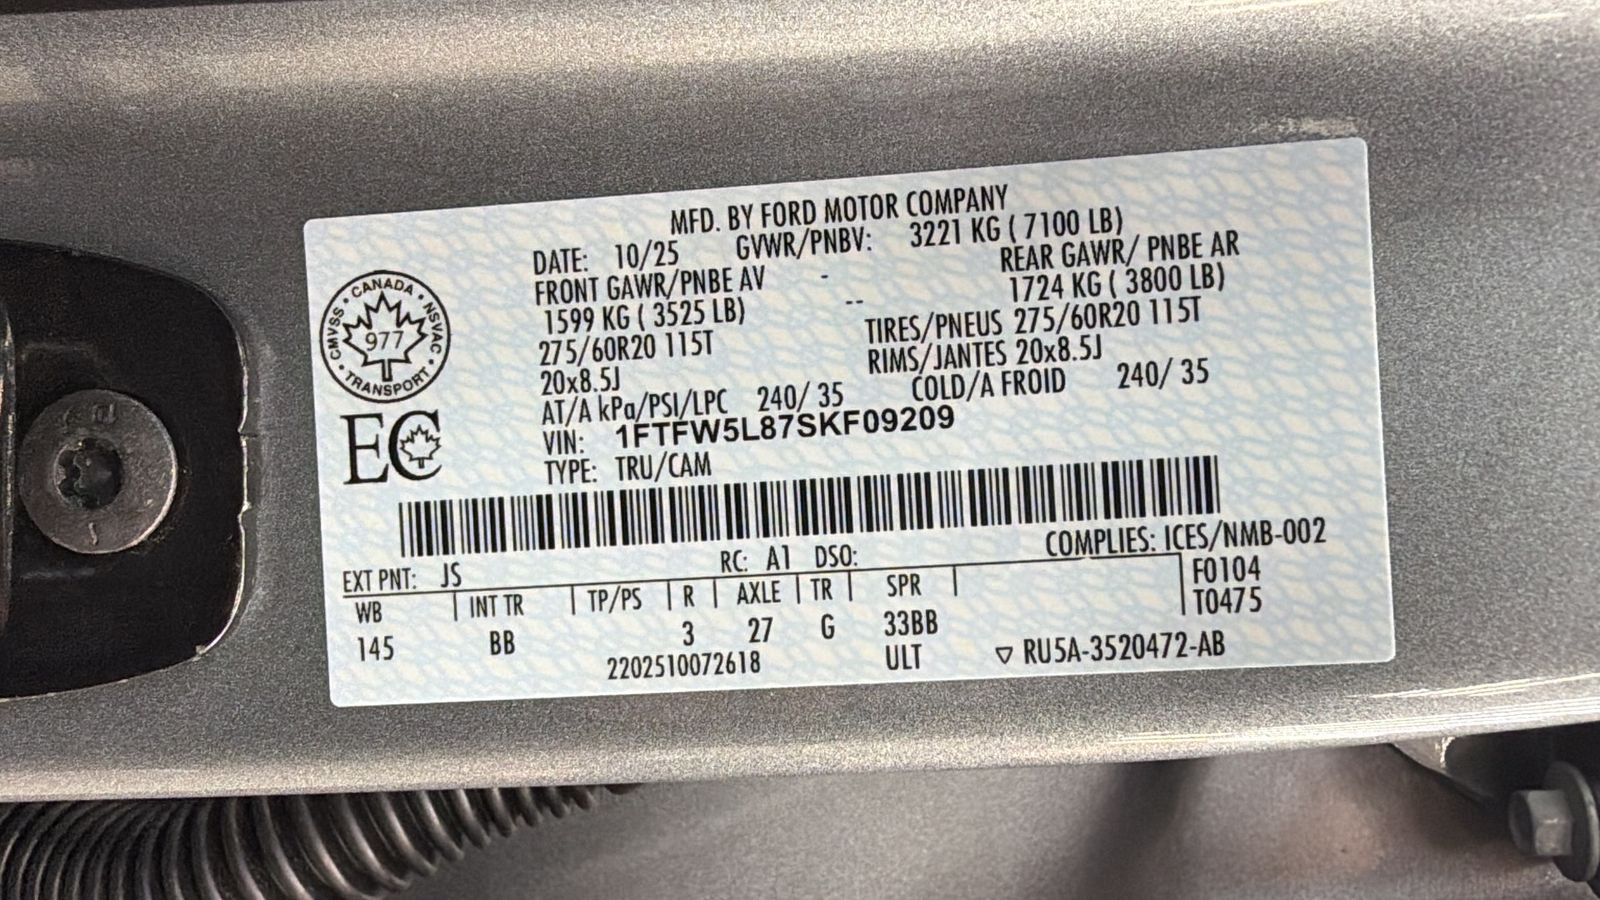 MFD. BY FORD MOTOR COMPANY
DATE: 10/25 GVWR/PNBV: 3221 KG ( 7100 LB)
FRONT GAWR/PNBE AV - REAR GAWR/ PNBE AR
1599 KG ( 3525 LB) -- 1724 KG ( 3800 LB)
275/60R20 115T TIRES/PNEUS 275/60R20 115T
20x8.5J RIMS/JANTES 20x8.5J
AT/A kPa/PSI/LPC 240/ 35 COLD/A FROID 240/ 35
VIN: 1FTFW5L87SKF09209
TYPE: TRU/CAM
CANADA
CMVSS NSVAC
977
TRANSPORT
EC
COMPLIES: ICES/NMB-002
EXT PNT: JS RC: A1 DSO:
WB | INT TR | TP/PS | R | AXLE | TR | SPR | F0104
T0475
145 BB 3 27 G 33BB
2202510072618 ULT ▽ RU5A-3520472-AB